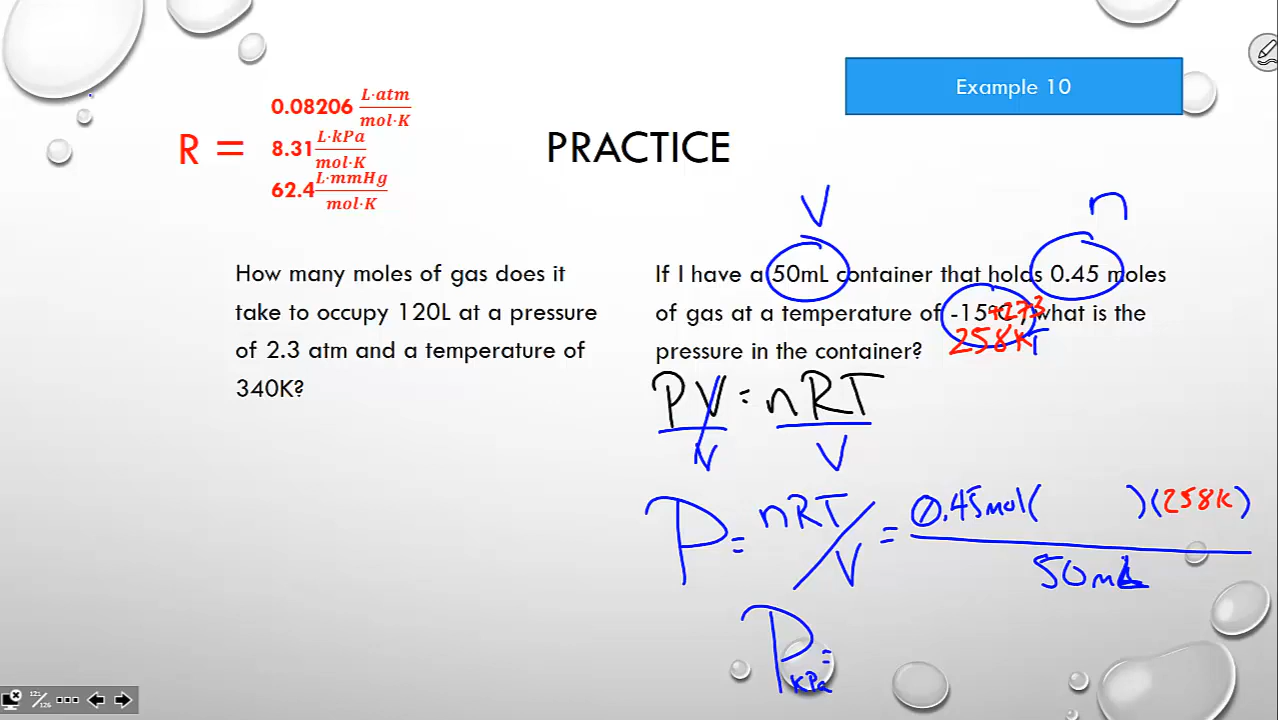 Example 10
R = 0.08206 L·atm/mol·K
8.31 L·kPa/mol·K
62.4 L·mmHg/mol·K
PRACTICE
How many moles of gas does it
take to occupy 120L at a pressure
of 2.3 atm and a temperature of
340K?
V n
If I have a 50mL container that holds 0.45 moles
of gas at a temperature of -15°C, what is the
+273
pressure in the container?
258K T
PV = nRT
V V
P = nRT/V = 0.45mol( )(258K)
50mL
P kPa =
121/126